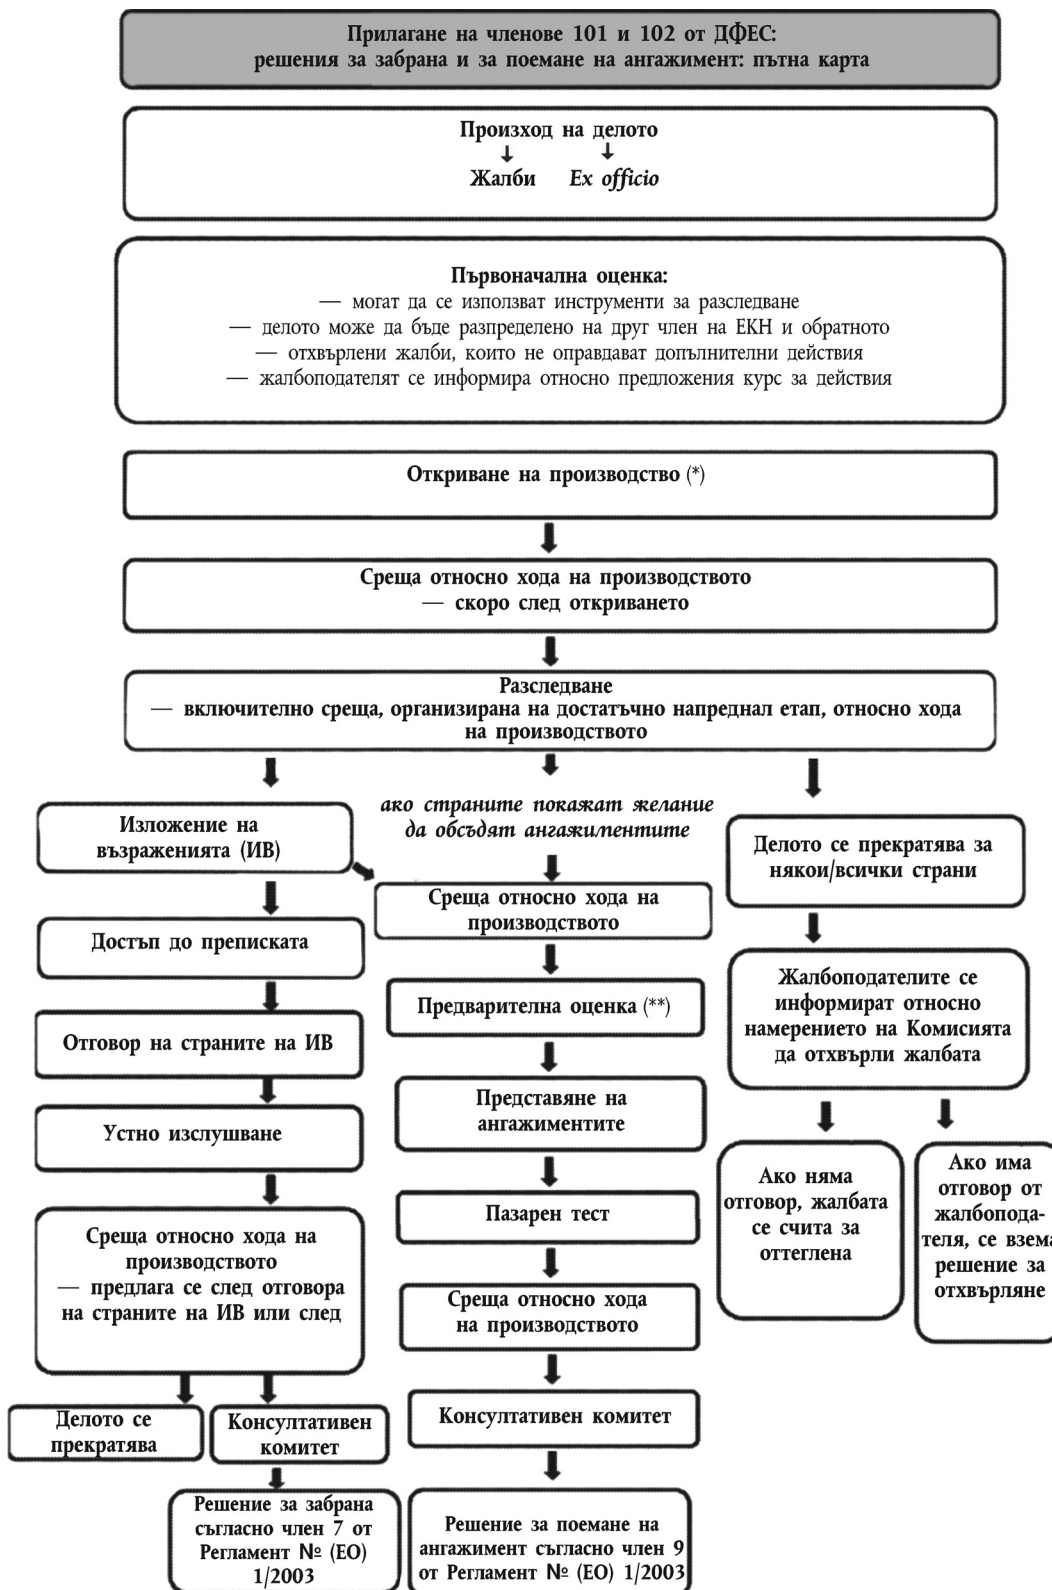 Прилагане на членове 101 и 102 от ДФЕС:
решения за забрана и за поемане на ангажимент: пътна карта
Произход на делото
Жалби Ex officio
Първоначална оценка:
— могат да се използват инструменти за разследване
— делото може да бъде разпределено на друг член на ЕКН и обратното
— отхвърлени жалби, които не оправдават допълнителни действия
— жалбоподателят се информира относно предложения курс за действия
Откриване на производство (*)
Среща относно хода на производството
— скоро след откриването
Разследване
— включително среща, организирана на достатъчно напреднал етап, относно хода
на производството
Изложение на
възраженията (ИВ)
Достъп до преписката
Отговор на страните на ИВ
Устно изслушване
Среща относно хода на
производството
— предлага се след отговора
на страните на ИВ или след
Делото се
прекратява
Консултативен
комитет
Решение за забрана
съгласно член 7 от
Регламент № (ЕО)
1/2003
ако страните покажат желание
да обсъдят ангажиментите
Среща относно хода на
производството
Предварителна оценка (**)
Представяне на
ангажиментите
Пазарен тест
Среща относно хода
на производството
Консултативен комитет
Решение за поемане на
ангажимент съгласно член 9
от Регламент № (ЕО) 1/2003
Делото се прекратява за
някои/всички страни
Жалбоподателите се
информират относно
намерението на Комисията
да отхвърли жалбата
Ако няма
отговор, жалбата
се счита за
оттеглена
Ако има
отговор от
жалбопода-
теля, се взема
решение за
отхвърляне